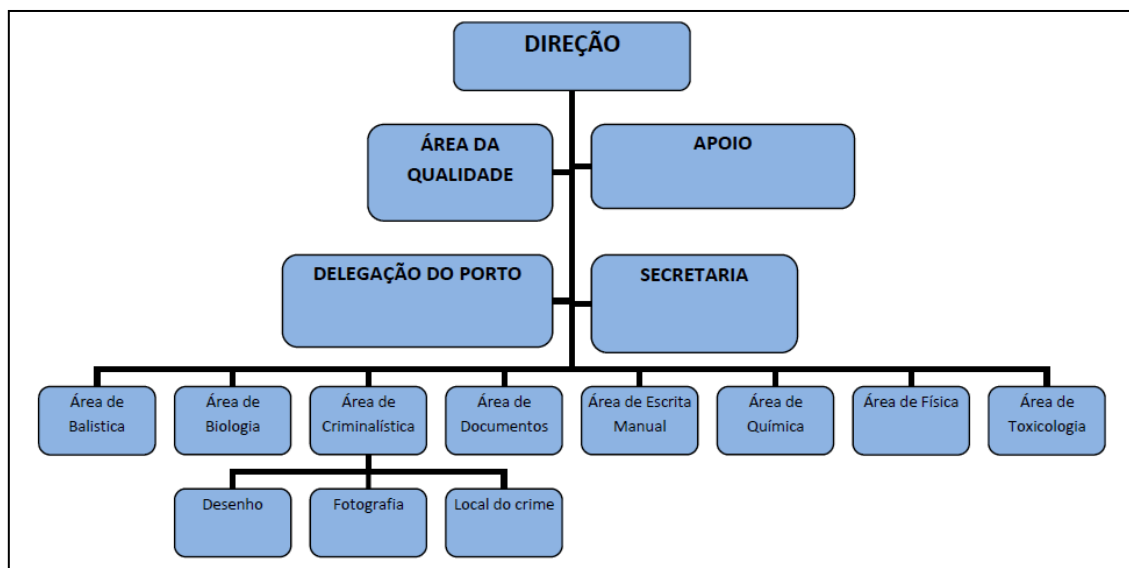 DIREÇÃO
ÁREA DA
QUALIDADE
APOIO
DELEGAÇÃO DO PORTO
SECRETARIA
Área de
Balistica
Área de
Biologia
Área de
Criminalística
Área de
Documentos
Área de Escrita
Manual
Área de
Química
Área de Física
Área de
Toxicologia
Desenho
Fotografia
Local do crime